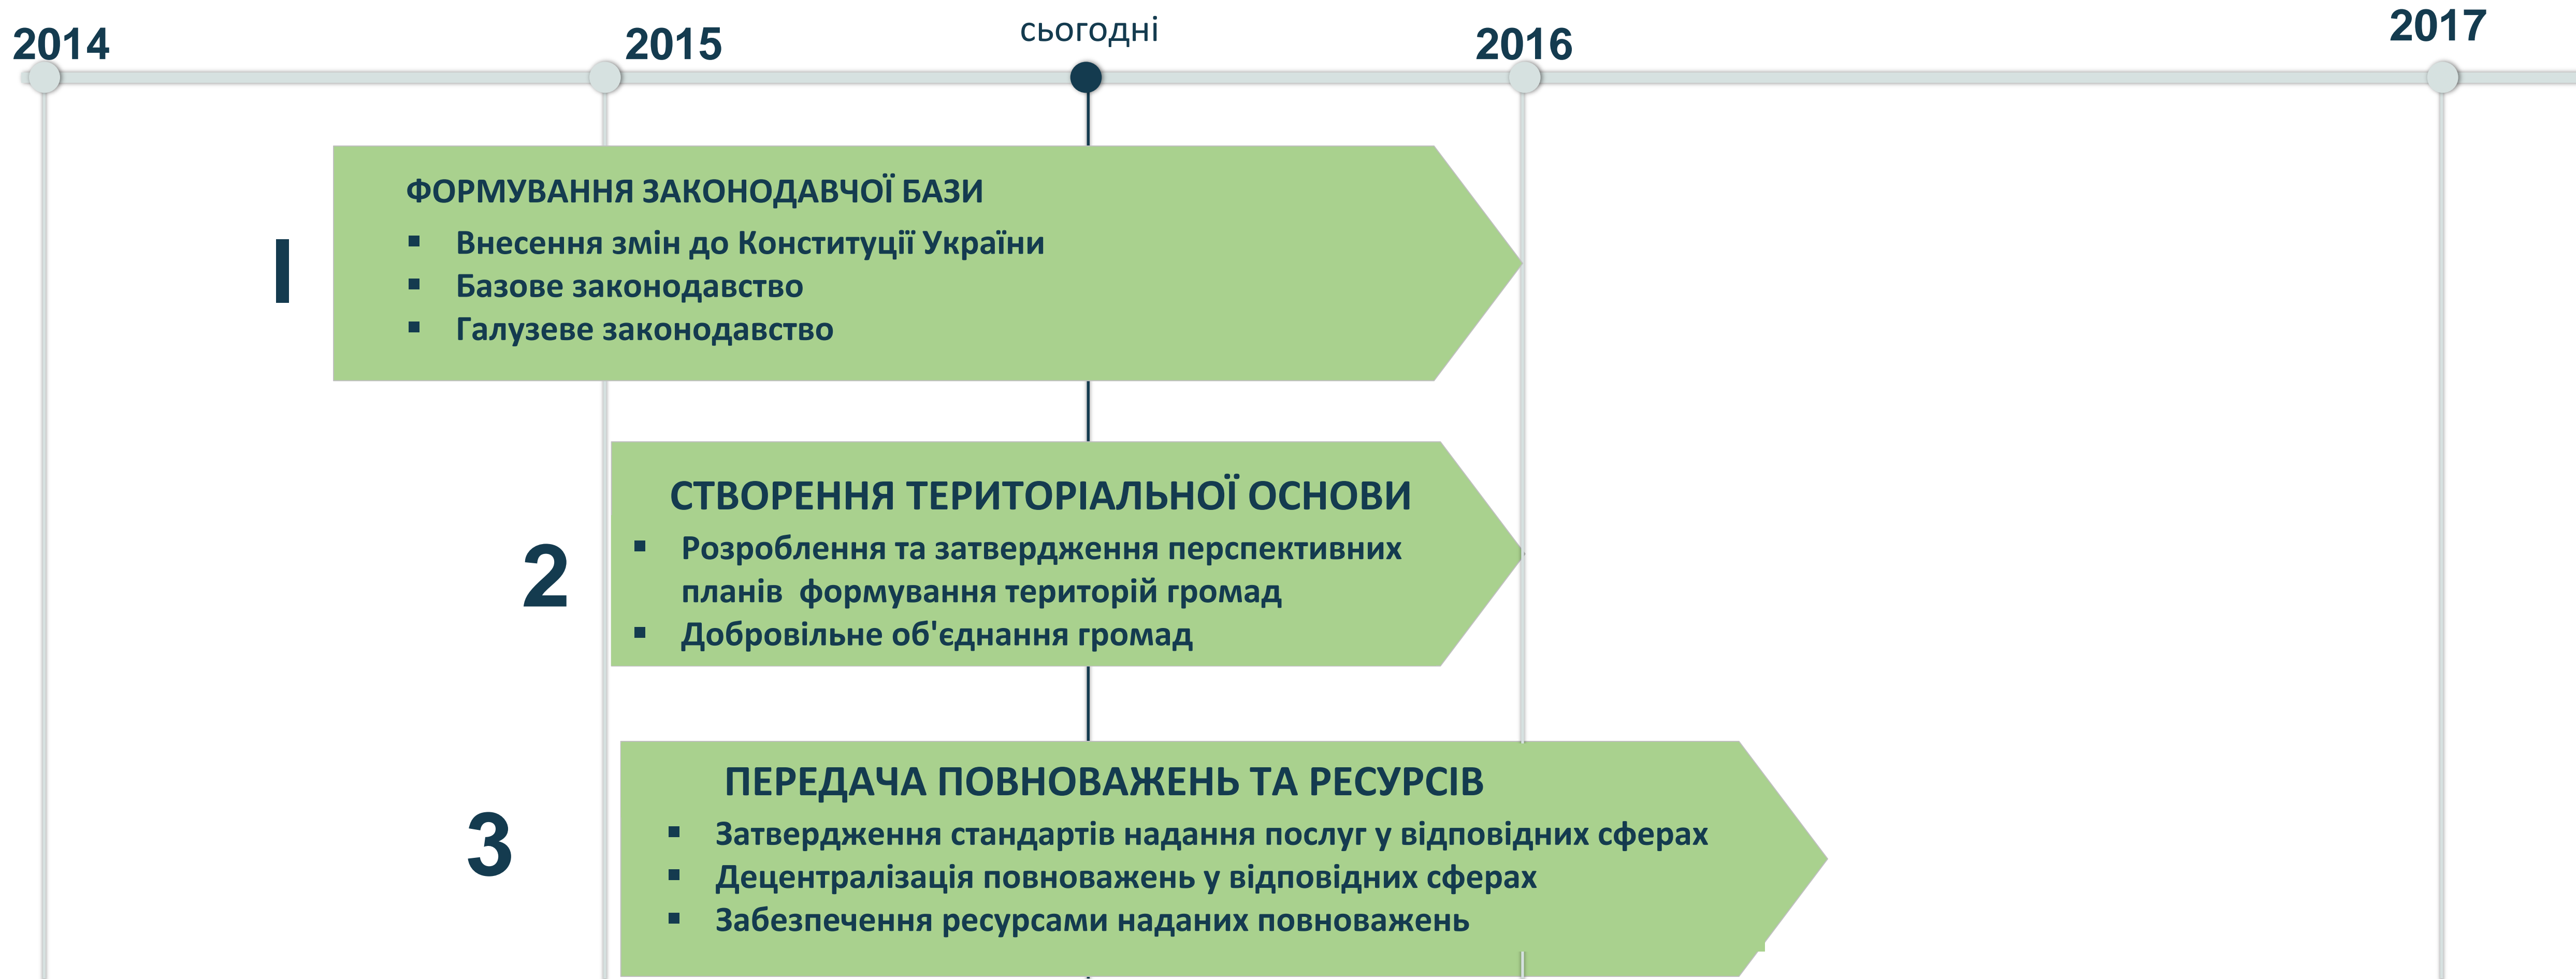 2014
2015
сьогодні
2016
2017
I
ФОРМУВАННЯ ЗАКОНОДАВЧОЇ БАЗИ
▪ Внесення змін до Конституції України
▪ Базове законодавство
▪ Галузеве законодавство
2
СТВОРЕННЯ ТЕРИТОРІАЛЬНОЇ ОСНОВИ
▪ Розроблення та затвердження перспективних
планів формування територій громад
▪ Добровільне об'єднання громад
3
ПЕРЕДАЧА ПОВНОВАЖЕНЬ ТА РЕСУРСІВ
▪ Затвердження стандартів надання послуг у відповідних сферах
▪ Децентралізація повноважень у відповідних сферах
▪ Забезпечення ресурсами наданих повноважень